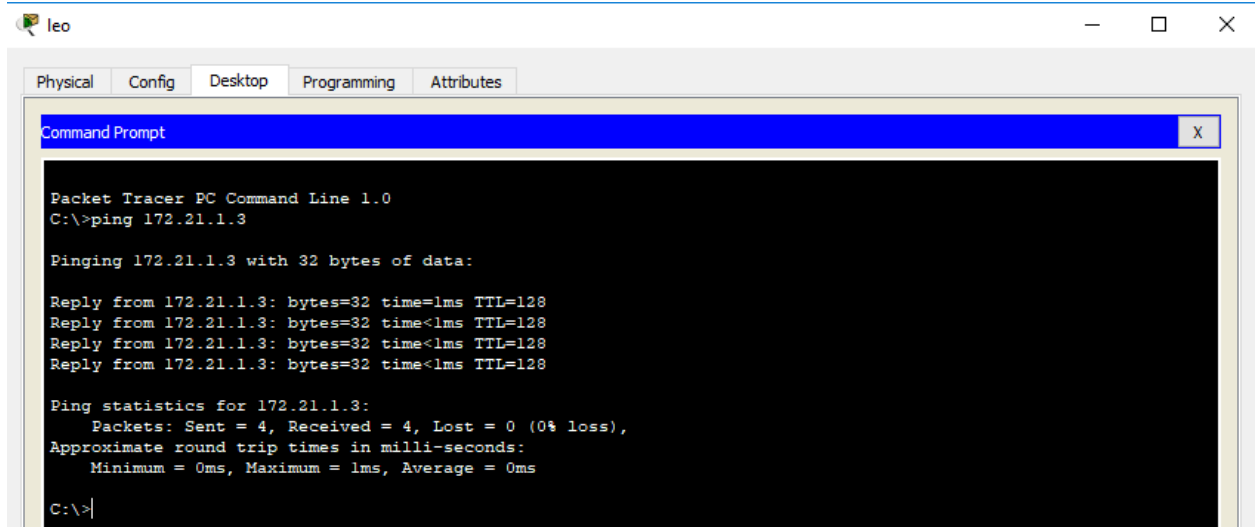 leo
Physical Config Desktop Programming Attributes
Command Prompt
X
Packet Tracer PC Command Line 1.0
C:\>ping 172.21.1.3
Pinging 172.21.1.3 with 32 bytes of data:
Reply from 172.21.1.3: bytes=32 time=1ms TTL=128
Reply from 172.21.1.3: bytes=32 time<1ms TTL=128
Reply from 172.21.1.3: bytes=32 time<1ms TTL=128
Reply from 172.21.1.3: bytes=32 time<1ms TTL=128
Ping statistics for 172.21.1.3:
Packets: Sent = 4, Received = 4, Lost = 0 (0% loss),
Approximate round trip times in milli-seconds:
Minimum = 0ms, Maximum = 1ms, Average = 0ms
C:\>